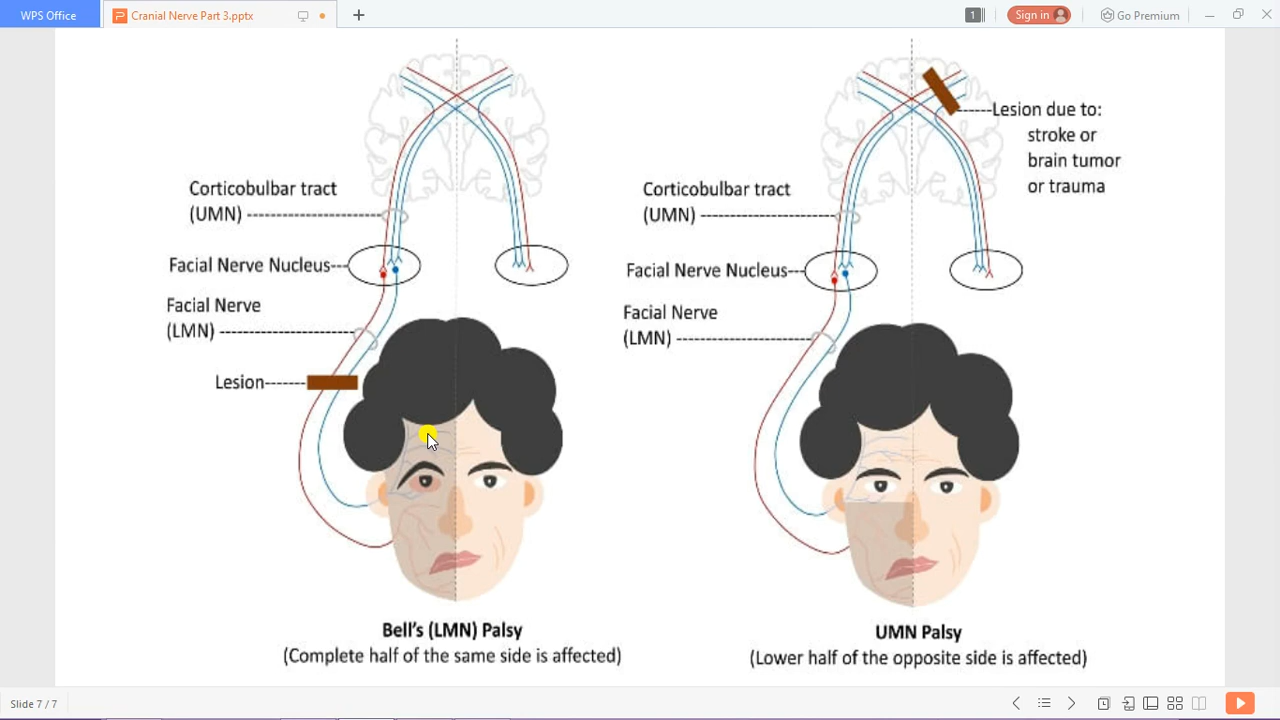 WPS Office
Cranial Nerve Part 3.pptx
1
Sign in
Go Premium
Lesion due to:
stroke or
brain tumor
or trauma
Corticobulbar tract
(UMN)
Facial Nerve Nucleus
Facial Nerve
(LMN)
Lesion
Bell's (LMN) Palsy
(Complete half of the same side is affected)
Corticobulbar tract
(UMN)
Facial Nerve Nucleus
Facial Nerve
(LMN)
UMN Palsy
(Lower half of the opposite side is affected)
Slide 7 / 7